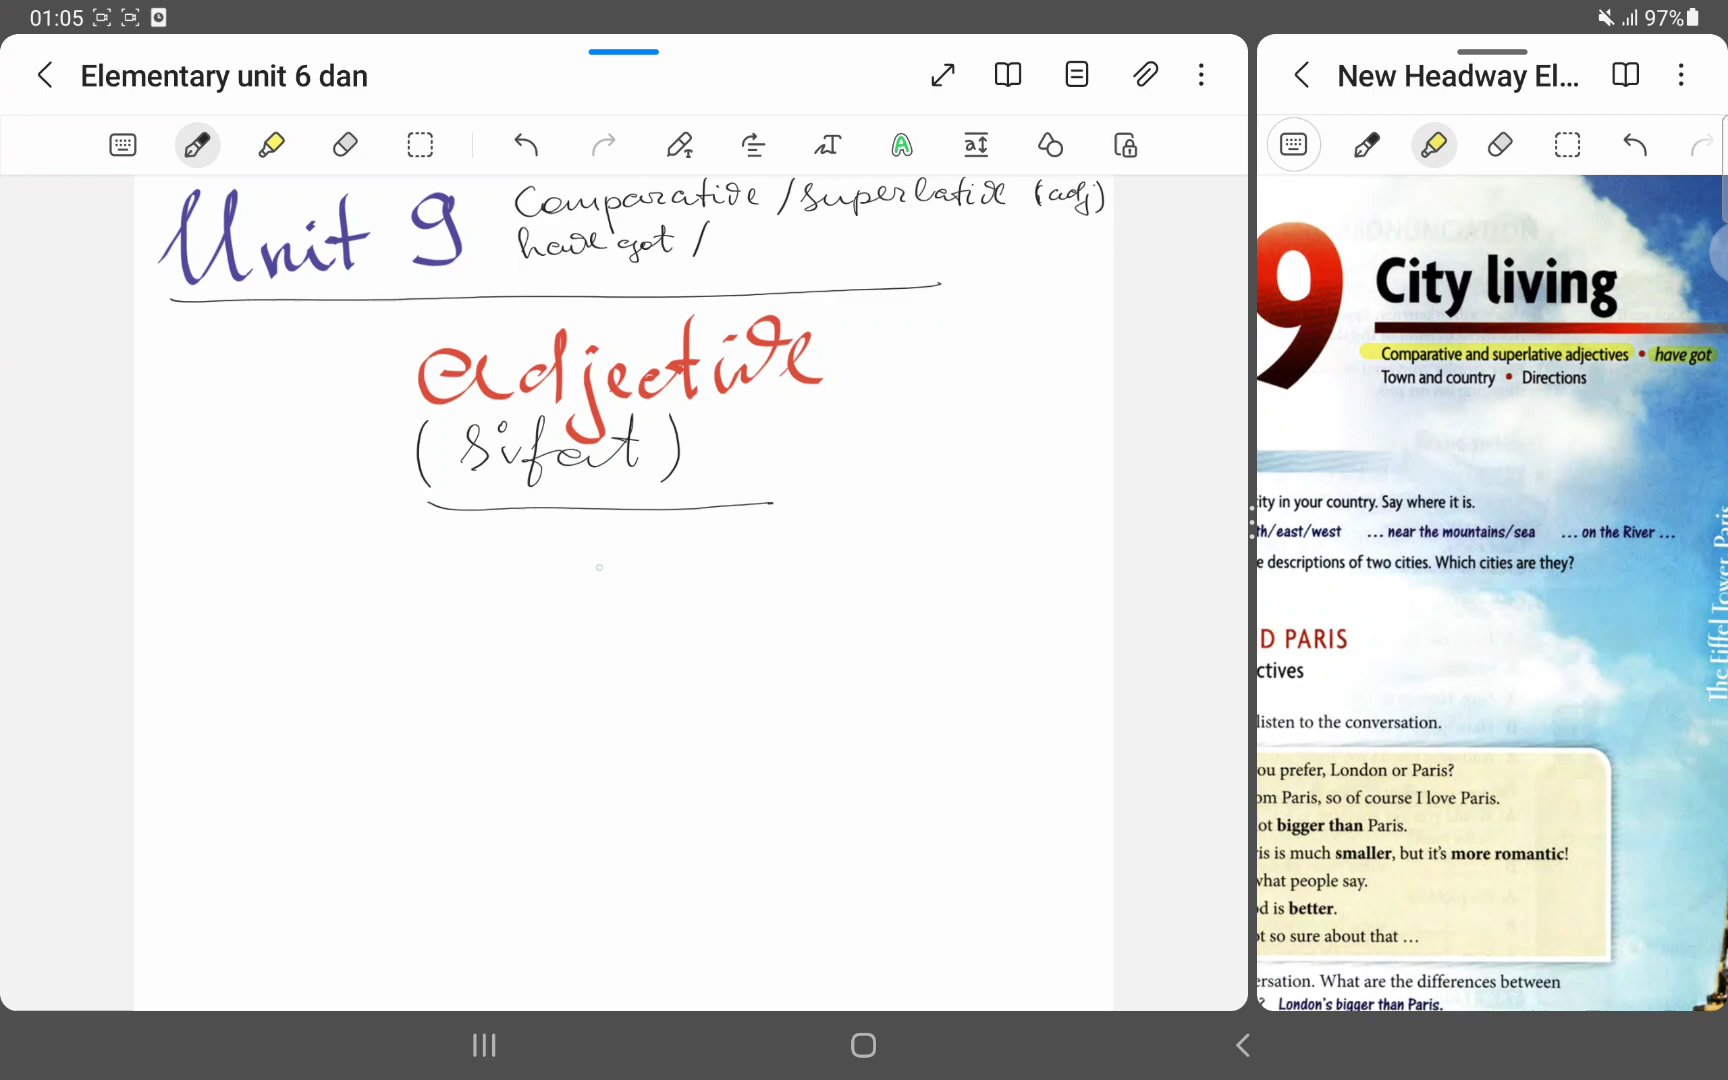 01:05
97%
Elementary unit 6 dan
Unit 9
Comparative / superlative (adj)
have got /
adjective
(sifat)
New Headway El...
9 City living
Comparative and superlative adjectives • have got
Town and country • Directions
ity in your country. Say where it is.
th/east/west ... near the mountains/sea ... on the River ...
e descriptions of two cities. Which cities are they?
D PARIS
ctives
listen to the conversation.
ou prefer, London or Paris?
om Paris, so of course I love Paris.
ot bigger than Paris.
is is much smaller, but it's more romantic!
what people say.
d is better.
t so sure about that ...
ersation. What are the differences between
? London's bigger than Paris.
The Eiffel Tower Paris